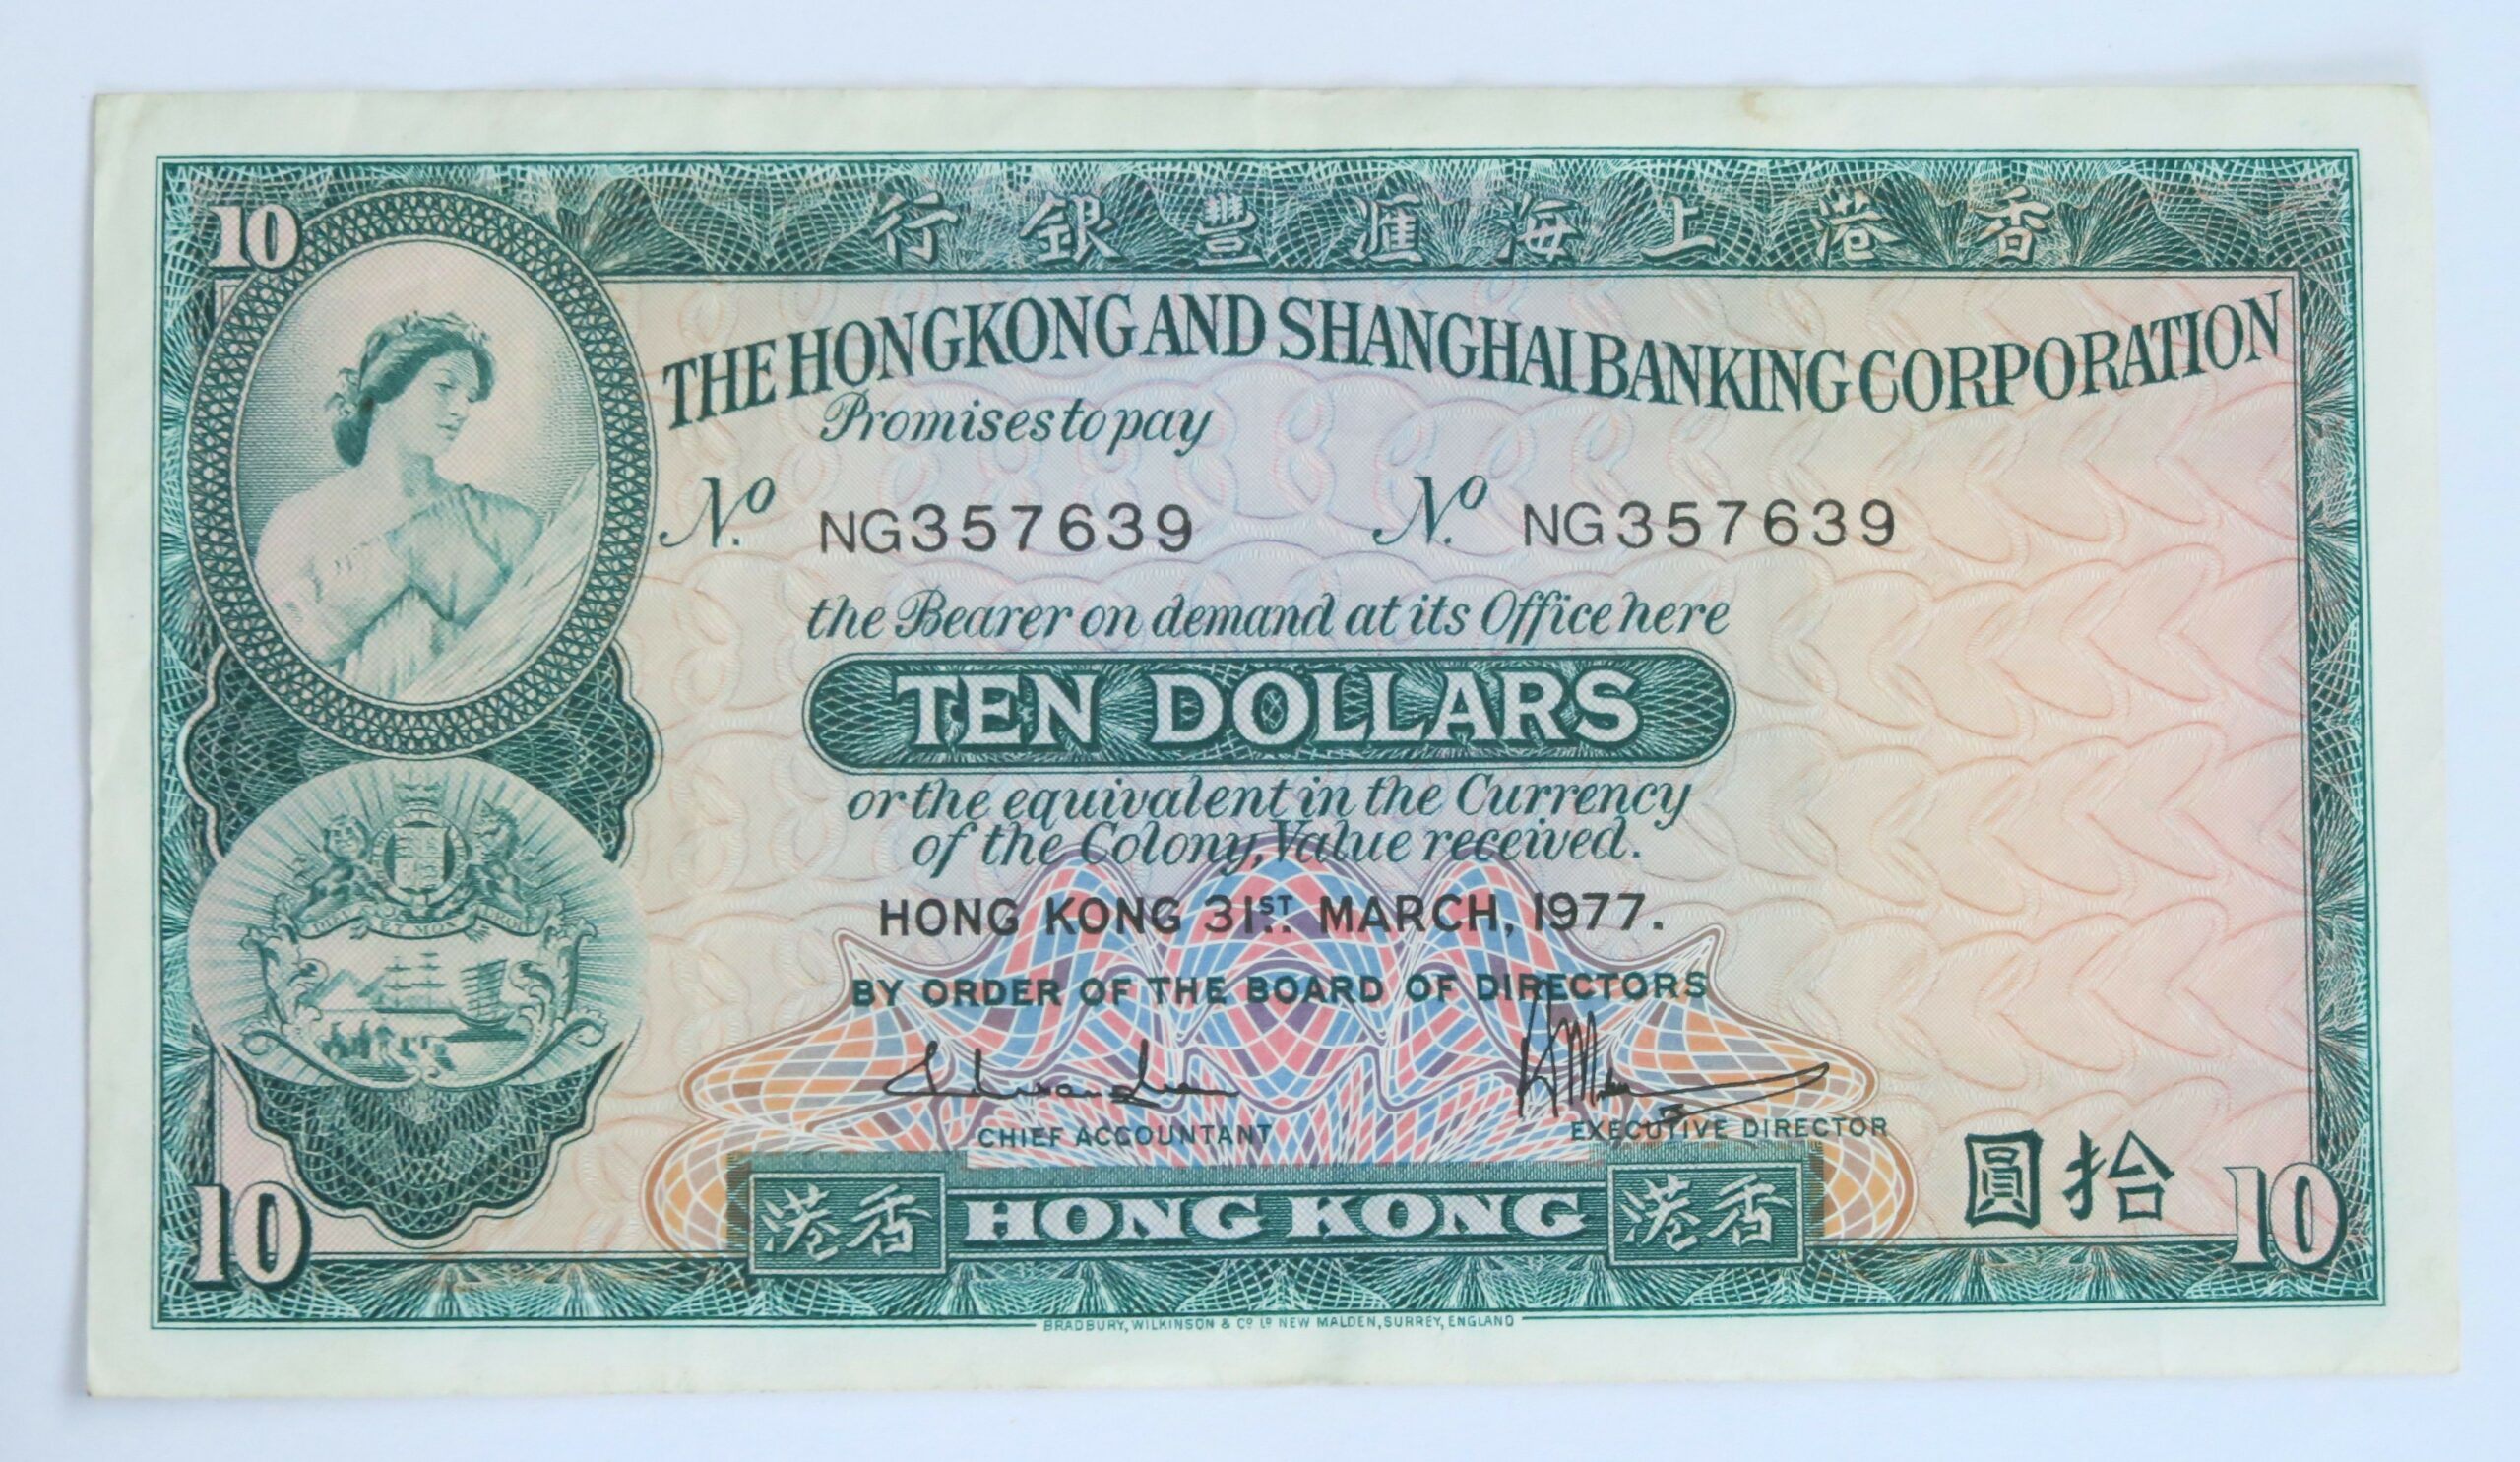 香港上海滙豐銀行
10
THE HONGKONG AND SHANGHAI BANKING CORPORATION
Promises to pay
No. NG357639 No. NG357639
the Bearer on demand at its Office here
TEN DOLLARS
or the equivalent in the Currency
of the Colony, Value received.
DIEU ET MON DROIT
HONG KONG 31ST MARCH, 1977.
BY ORDER OF THE BOARD OF DIRECTORS
CHIEF ACCOUNTANT EXECUTIVE DIRECTOR
拾圓
10 香港 HONG KONG 香港 10
BRADBURY, WILKINSON & Co Ld NEW MALDEN, SURREY, ENGLAND